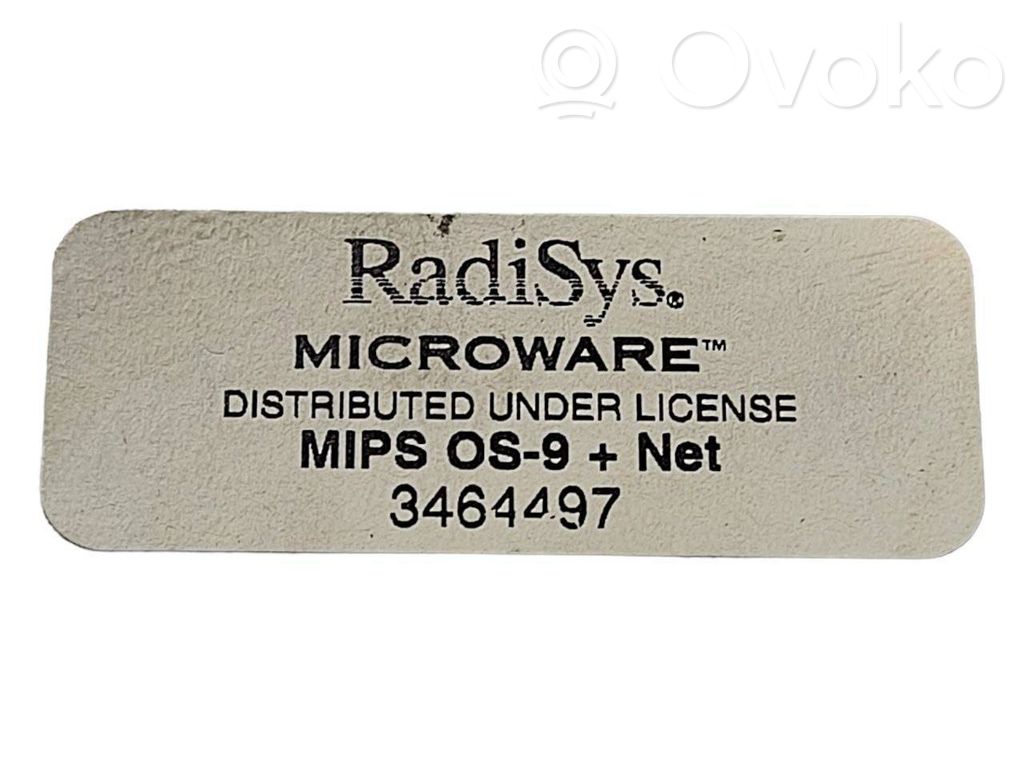 Ovoko
RadiSys®
MICROWARE™
DISTRIBUTED UNDER LICENSE
MIPS OS-9 + Net
3464497